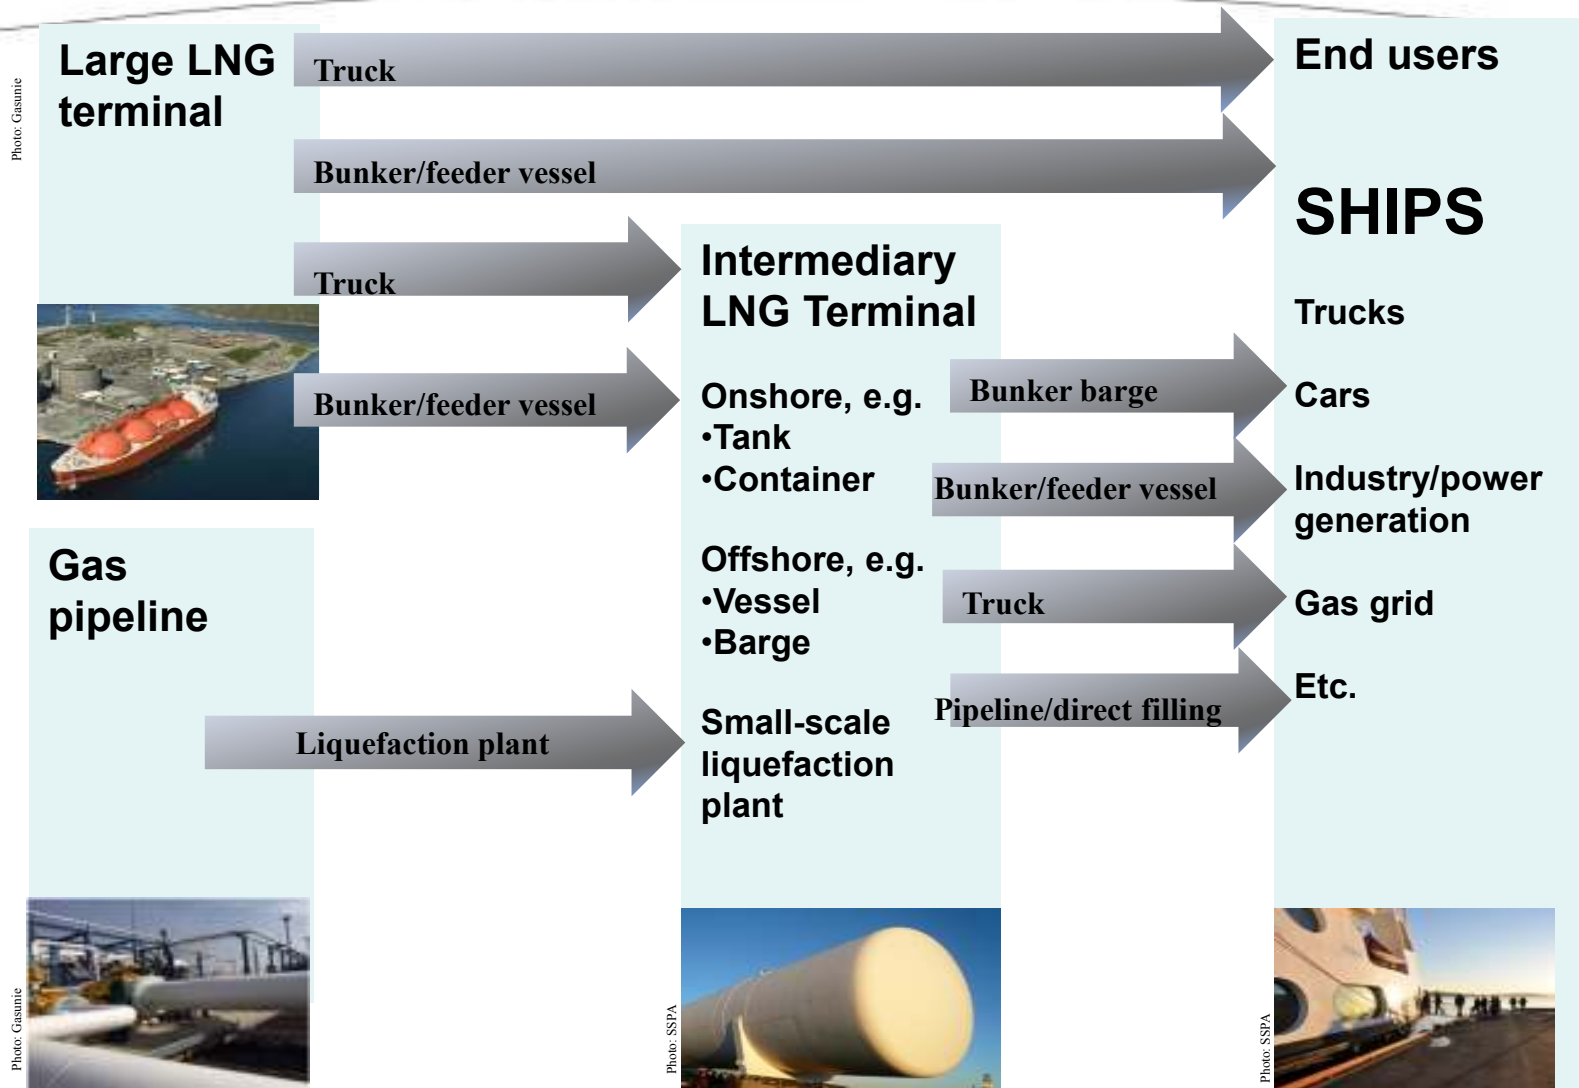 Large LNG
terminal
Photo: Gasunie
Truck
Bunker/feeder vessel
Truck
Bunker/feeder vessel
Gas
pipeline
Liquefaction plant
Photo: Gasunie
Intermediary
LNG Terminal
Onshore, e.g.
•Tank
•Container
Offshore, e.g.
•Vessel
•Barge
Small-scale
liquefaction
plant
Photo: SSPA
Bunker barge
Bunker/feeder vessel
Truck
Pipeline/direct filling
End users
SHIPS
Trucks
Cars
Industry/power
generation
Gas grid
Etc.
Photo: SSPA